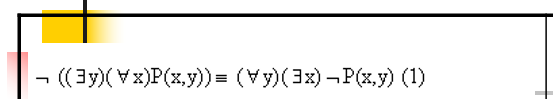 ¬ ((∃y)(∀x)P(x,y)) ≡ (∀y)(∃x)¬P(x,y) (1)